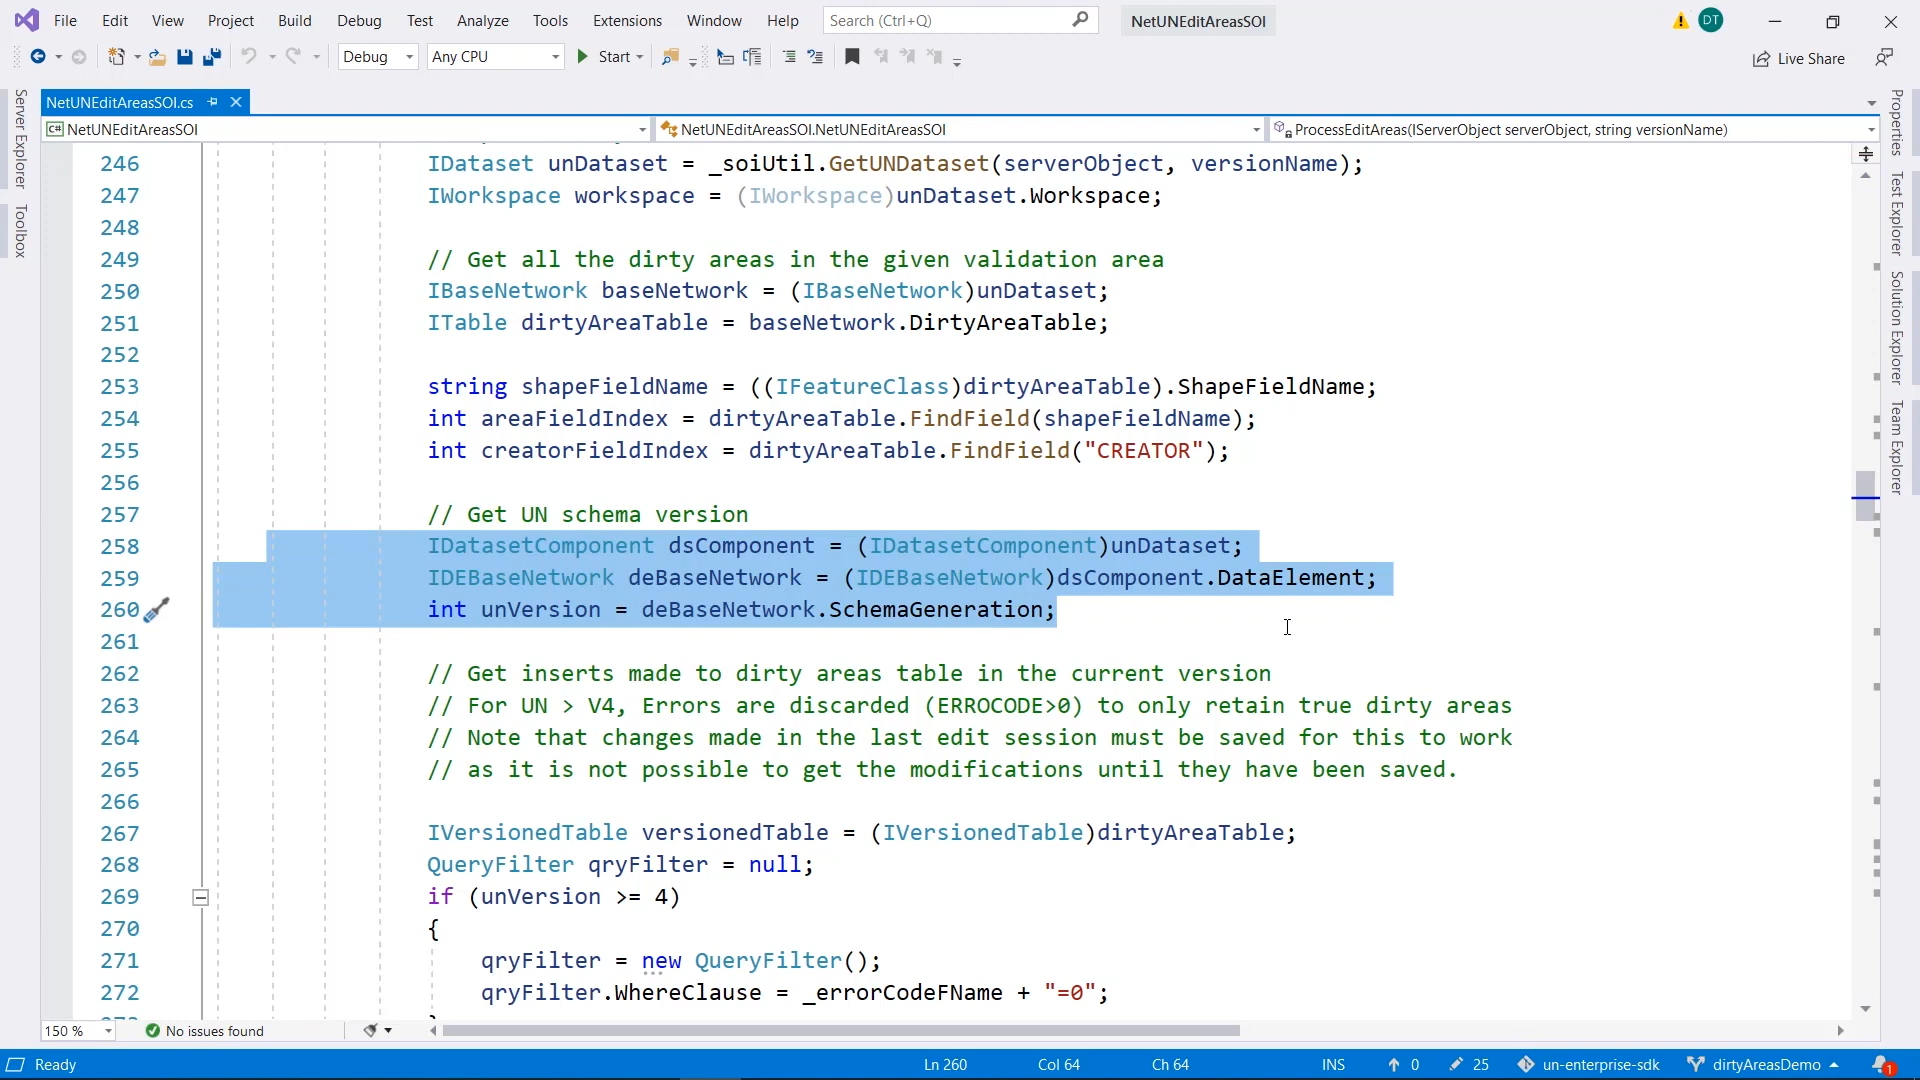 File Edit View Project Build Debug Test Analyze Tools Extensions Window Help Search (Ctrl+Q) NetUNEditAreasSOI DT
Debug Any CPU Start Live Share
Server Explorer
Toolbox
NetUNEditAreasSOI.cs
C# NetUNEditAreasSOI NetUNEditAreasSOI.NetUNEditAreasSOI ProcessEditAreas(IServerObject serverObject, string versionName)
246 IDataset unDataset = _soiUtil.GetUNDataset(serverObject, versionName);
247 IWorkspace workspace = (IWorkspace)unDataset.Workspace;
248
249 // Get all the dirty areas in the given validation area
250 IBaseNetwork baseNetwork = (IBaseNetwork)unDataset;
251 ITable dirtyAreaTable = baseNetwork.DirtyAreaTable;
252
253 string shapeFieldName = ((IFeatureClass)dirtyAreaTable).ShapeFieldName;
254 int areaFieldIndex = dirtyAreaTable.FindField(shapeFieldName);
255 int creatorFieldIndex = dirtyAreaTable.FindField("CREATOR");
256
257 // Get UN schema version
258 IDatasetComponent dsComponent = (IDatasetComponent)unDataset;
259 IDEBaseNetwork deBaseNetwork = (IDEBaseNetwork)dsComponent.DataElement;
260 int unVersion = deBaseNetwork.SchemaGeneration;
261
262 // Get inserts made to dirty areas table in the current version
263 // For UN > V4, Errors are discarded (ERROCODE>0) to only retain true dirty areas
264 // Note that changes made in the last edit session must be saved for this to work
265 // as it is not possible to get the modifications until they have been saved.
266
267 IVersionedTable versionedTable = (IVersionedTable)dirtyAreaTable;
268 QueryFilter qryFilter = null;
269 if (unVersion >= 4)
270 {
271 qryFilter = new QueryFilter();
272 qryFilter.WhereClause = _errorCodeFName + "=0";
Properties
Test Explorer
Solution Explorer
Team Explorer
150 % No issues found
Ready Ln 260 Col 64 Ch 64 INS 0 25 un-enterprise-sdk dirtyAreasDemo 1